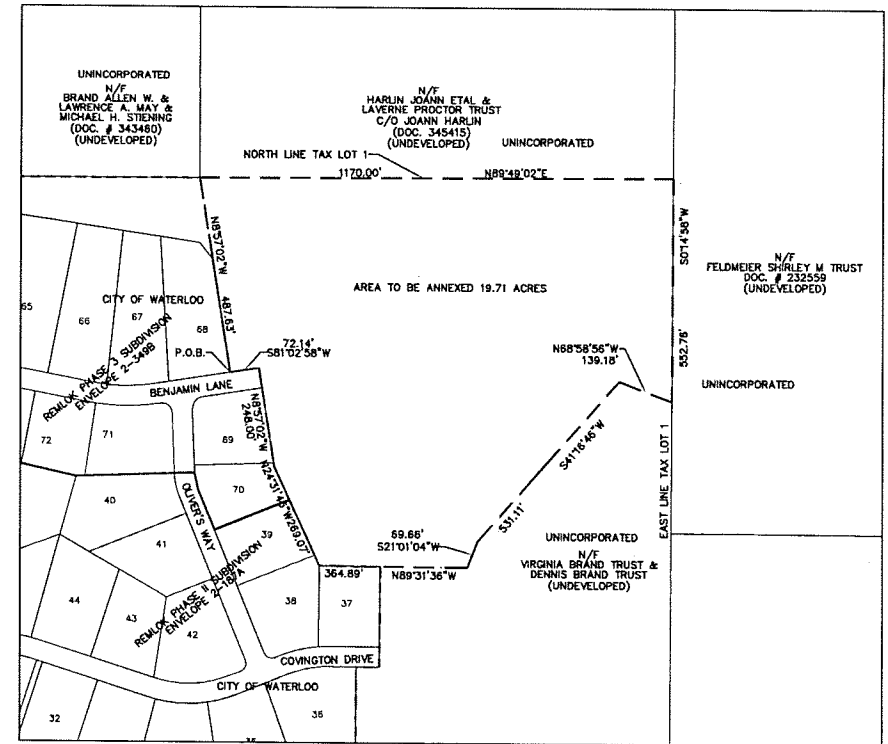 UNINCORPORATED
N/F
BRAND ALLEN W. &
LAWRENCE A. MAY &
MICHAEL H. STIENING
(DOC. # 343480)
(UNDEVELOPED)
N/F
HARLIN JOANN ETAL &
LAVERNE PROCTOR TRUST
C/O JOANN HARLIN
(DOC. 345415)
(UNDEVELOPED)
UNINCORPORATED
NORTH LINE TAX LOT 1
1170.00'
N89°49'02"E
N8°57'02"W
487.63'
S0°14'58"W
552.76'
N/F
FELDMEIER SHIRLEY M TRUST
DOC. # 232559
(UNDEVELOPED)
UNINCORPORATED
AREA TO BE ANNEXED 19.71 ACRES
CITY OF WATERLOO
65
66
67
68
REMLOK PHASE 3 SUBDIVISION
ENVELOPE 2-349B
P.O.B.
72.14'
S81°02'58"W
N68°58'56"W
139.18'
BENJAMIN LANE
N8°57'02"W
248.00'
S41°16'46"W
531.11'
EAST LINE TAX LOT 1
72
71
69
70
N24°31'46"W
269.07'
OLIVER'S WAY
40
41
39
REMLOK PHASE II SUBDIVISION
ENVELOPE 2-187A
69.66'
S21°01'04"W
364.89'
N89°31'36"W
UNINCORPORATED
N/F
VIRGINIA BRAND TRUST &
DENNIS BRAND TRUST
(UNDEVELOPED)
44
43
42
38
37
COVINGTON DRIVE
CITY OF WATERLOO
32
36